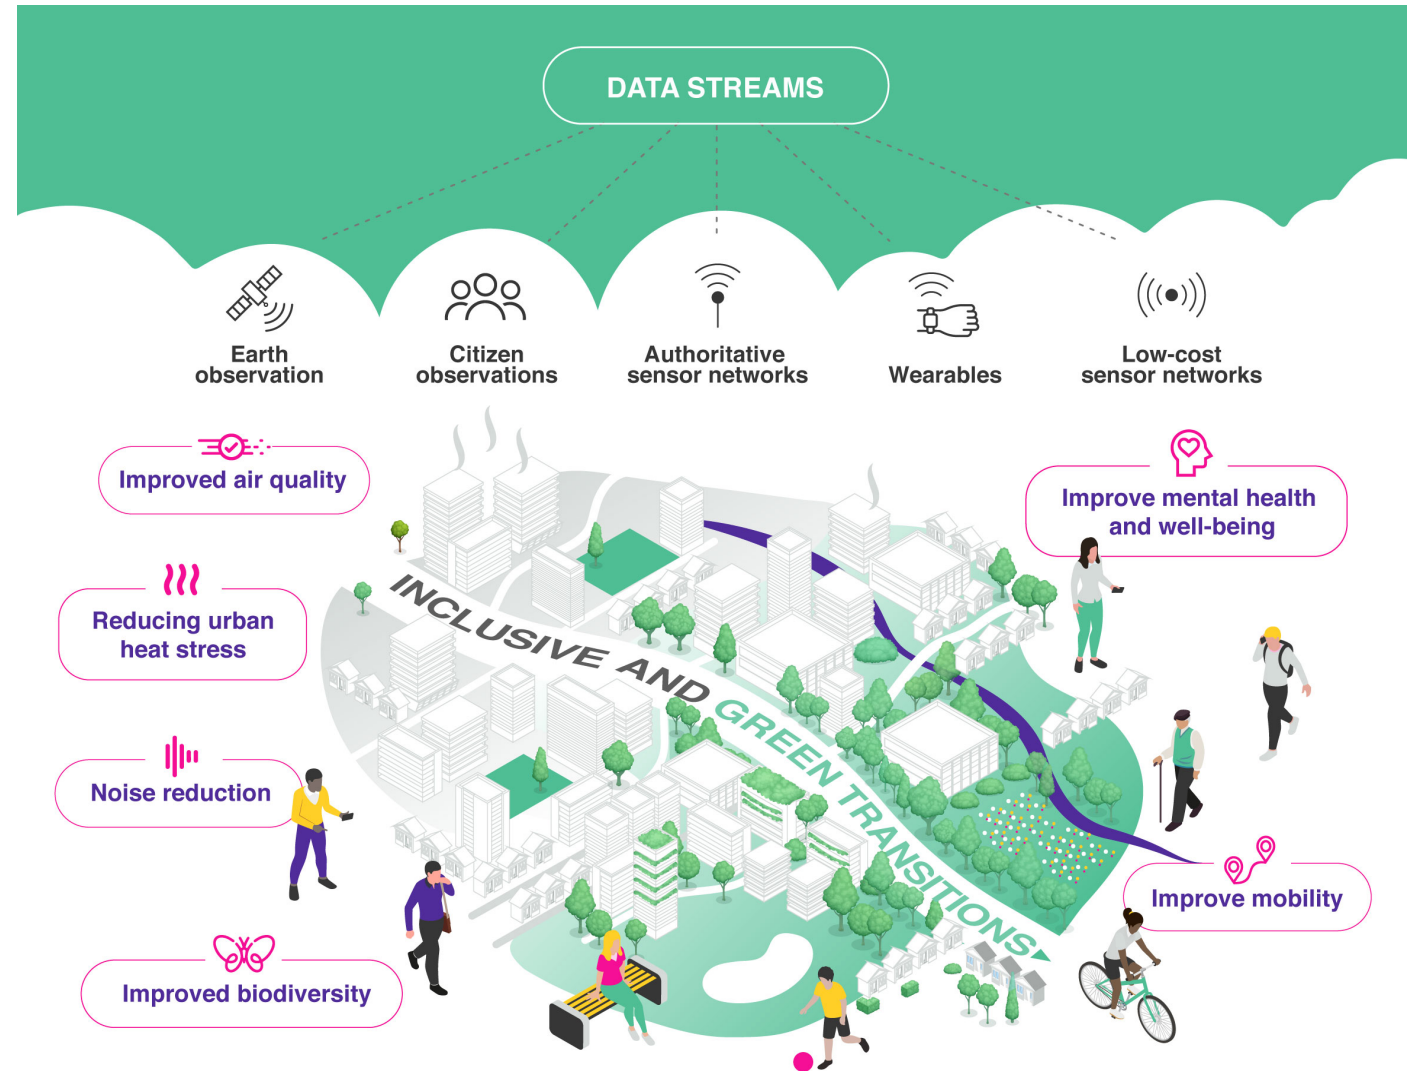 DATA STREAMS
Earth
observation
Citizen
observations
Authoritative
sensor networks
Wearables
Low-cost
sensor networks
Improved air quality
Improve mental health
and well-being
Reducing urban
heat stress
INCLUSIVE AND GREEN TRANSITIONS
Noise reduction
Improve mobility
Improved biodiversity